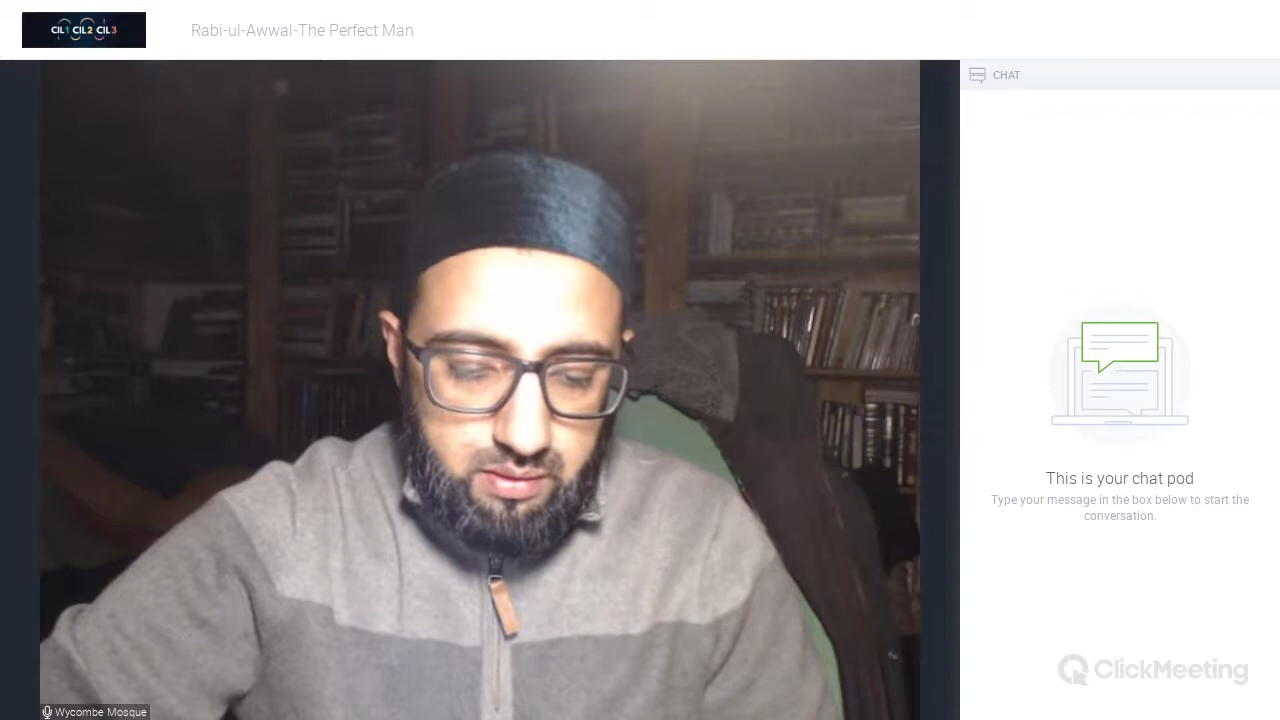 CIL1 CIL2 CIL3
Rabi-ul-Awwal-The Perfect Man
CHAT
This is your chat pod
Type your message in the box below to start the
conversation.
ClickMeeting
Wycombe Mosque